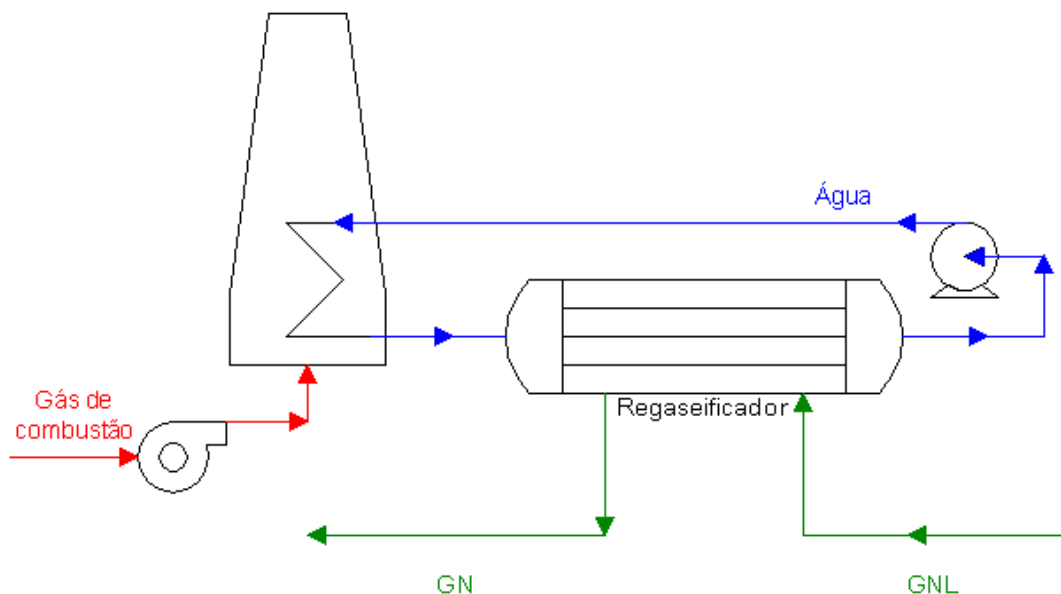 Água
Gás de
combustão
Regaseificador
GN
GNL